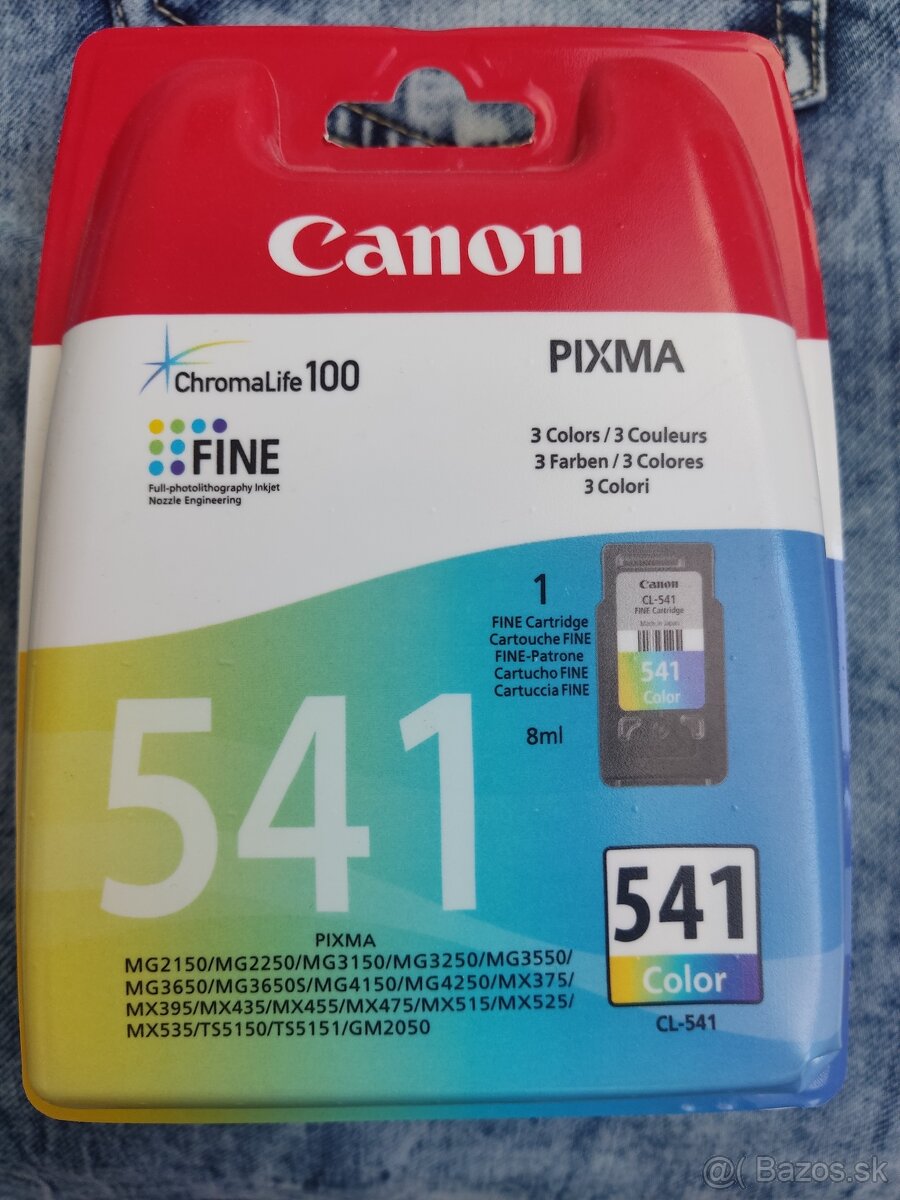 Canon
ChromaLife100
PIXMA
FINE
Full-photolithography Inkjet
Nozzle Engineering
3 Colors / 3 Couleurs
3 Farben / 3 Colores
3 Colori
1
FINE Cartridge
Cartouche FINE
FINE-Patrone
Cartucho FINE
Cartuccia FINE
8ml
Canon
CL-541
FINE Cartridge
Made in Japan
541
Color
541
541
Color
CL-541
PIXMA
MG2150/MG2250/MG3150/MG3250/MG3550/
MG3650/MG3650S/MG4150/MG4250/MX375/
MX395/MX435/MX455/MX475/MX515/MX525/
MX535/TS5150/TS5151/GM2050
@( Bazos.sk